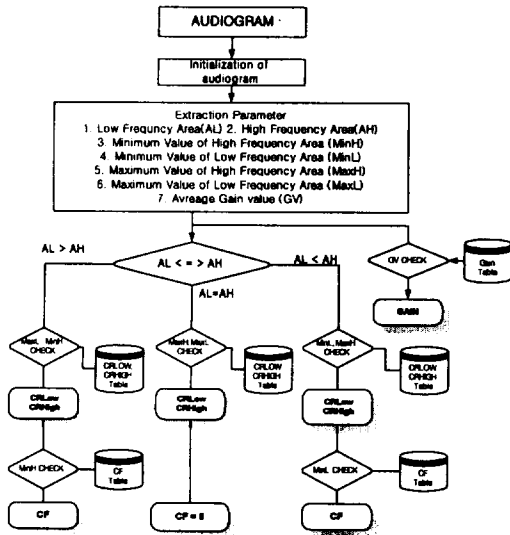 AUDIOGRAM
Initialization of
audiogram
Extraction Parameter
1. Low Frequncy Area(AL) 2. High Frequency Area(AH)
3. Minimum Value of High Frequency Area (MinH)
4. Minimum Value of Low Frequency Area (MinL)
5. Maximum Value of High Frequency Area (MaxH)
6. Maximum Value of Low Frequency Area (MaxL)
7. Avreage Gain value (GV)
AL > AH
AL < = > AH
AL < AH
AL=AH
GV CHECK
Gain
Table
GAIN
MaxL MinH
CHECK
CRLOW,
CRHIGH
Table
MaxH, MaxL
CHECK
CRLOW
CRHIGH
Table
MinL, MaxH
CHECK
CRLOW
CRHIGH
Table
CRLow
CRHigh
CRLow
CRHigh
CRLow
CRHigh
MinH CHECK
CF
Table
MinL CHECK
CF
Table
CF
CF =
CF